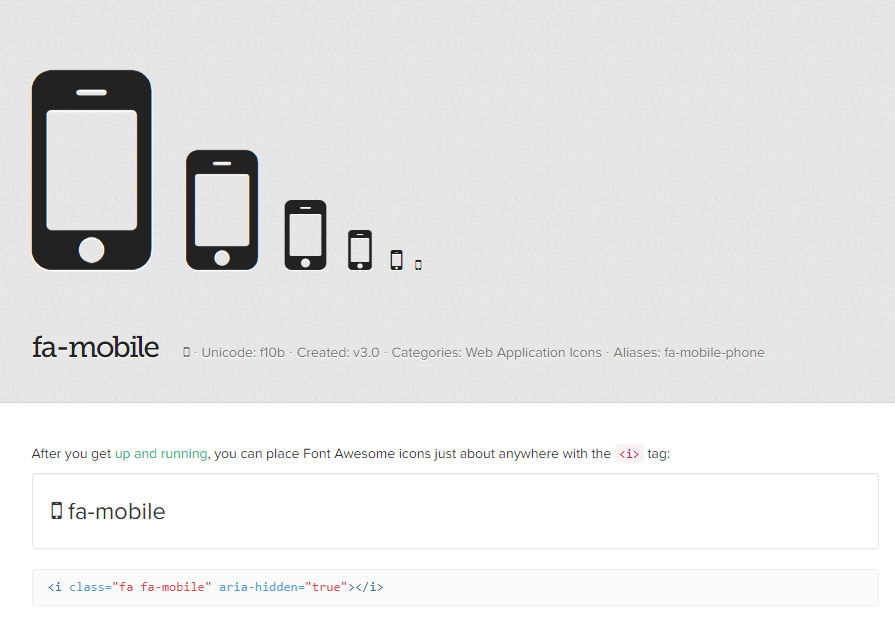 fa-mobile · Unicode: f10b · Created: v3.0 · Categories: Web Application Icons · Aliases: fa-mobile-phone
After you get up and running, you can place Font Awesome icons just about anywhere with the <i> tag:
fa-mobile
<i class="fa fa-mobile" aria-hidden="true"></i>